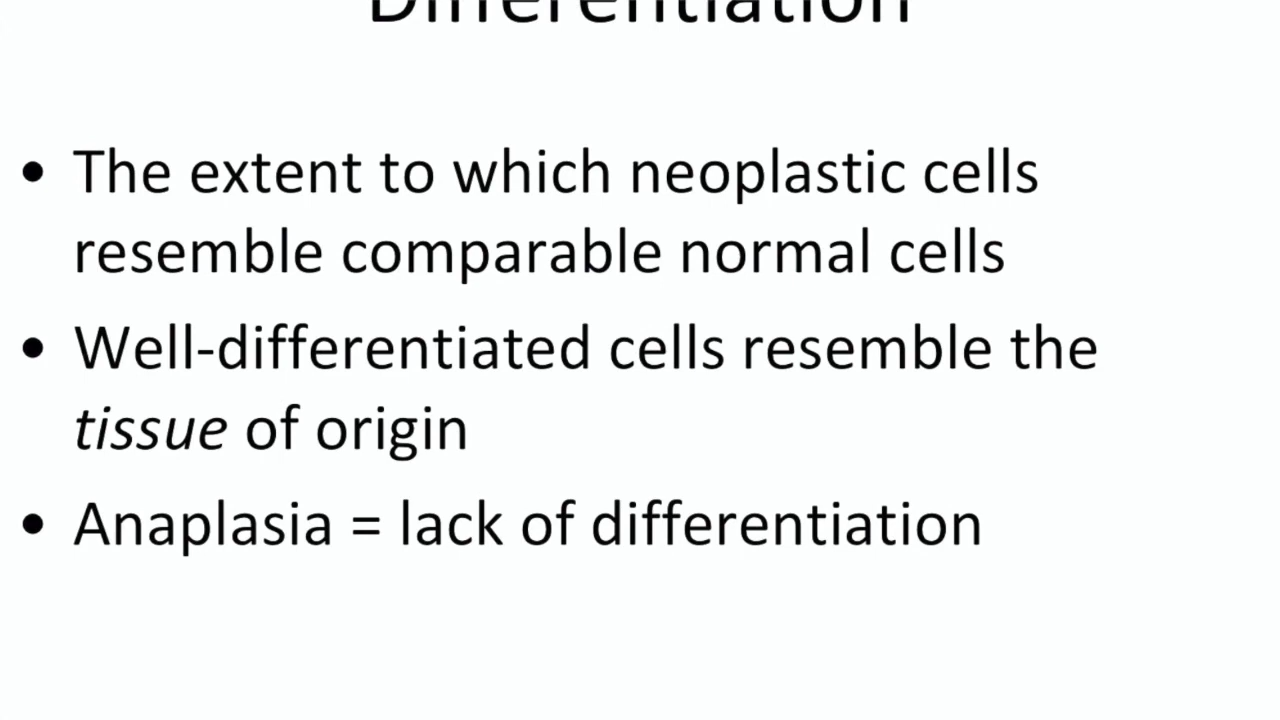 Differentiation
• The extent to which neoplastic cells
resemble comparable normal cells
• Well-differentiated cells resemble the
tissue of origin
• Anaplasia = lack of differentiation